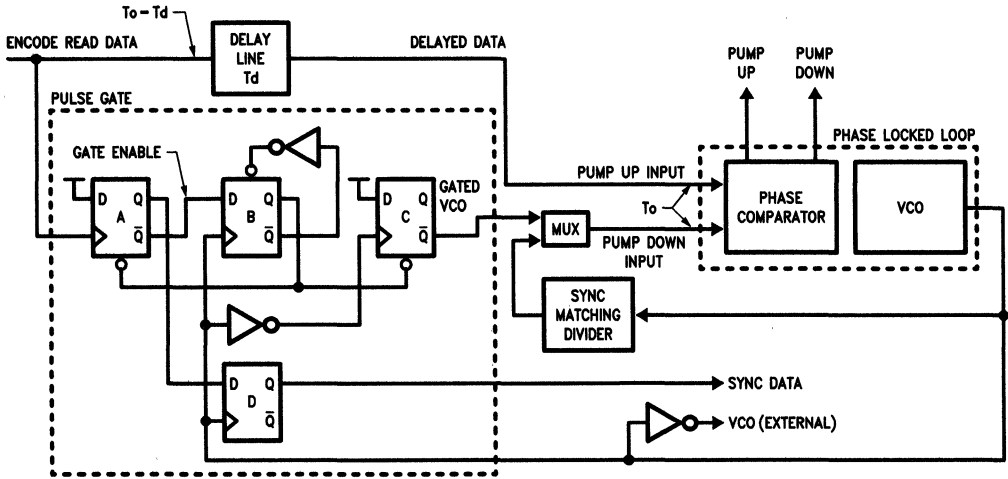 To-Td
ENCODE READ DATA
DELAY
LINE
Td
DELAYED DATA
PUMP
UP
PUMP
DOWN
PULSE GATE
PHASE LOCKED LOOP
GATE ENABLE
D Q
A
Q̅
D Q
B
Q̅
D Q
C
Q̅
GATED
VCO
PUMP UP INPUT
To
MUX
PUMP DOWN
INPUT
PHASE
COMPARATOR
VCO
SYNC
MATCHING
DIVIDER
D Q
D
Q̅
SYNC DATA
VCO (EXTERNAL)